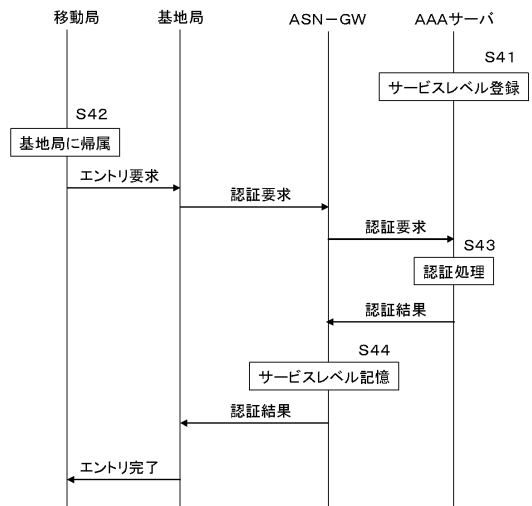 移動局
基地局
ASN－GW
AAAサーバ
S41
サービスレベル登録
S42
基地局に帰属
エントリ要求
認証要求
認証要求
S43
認証処理
認証結果
S44
サービスレベル記憶
認証結果
エントリ完了